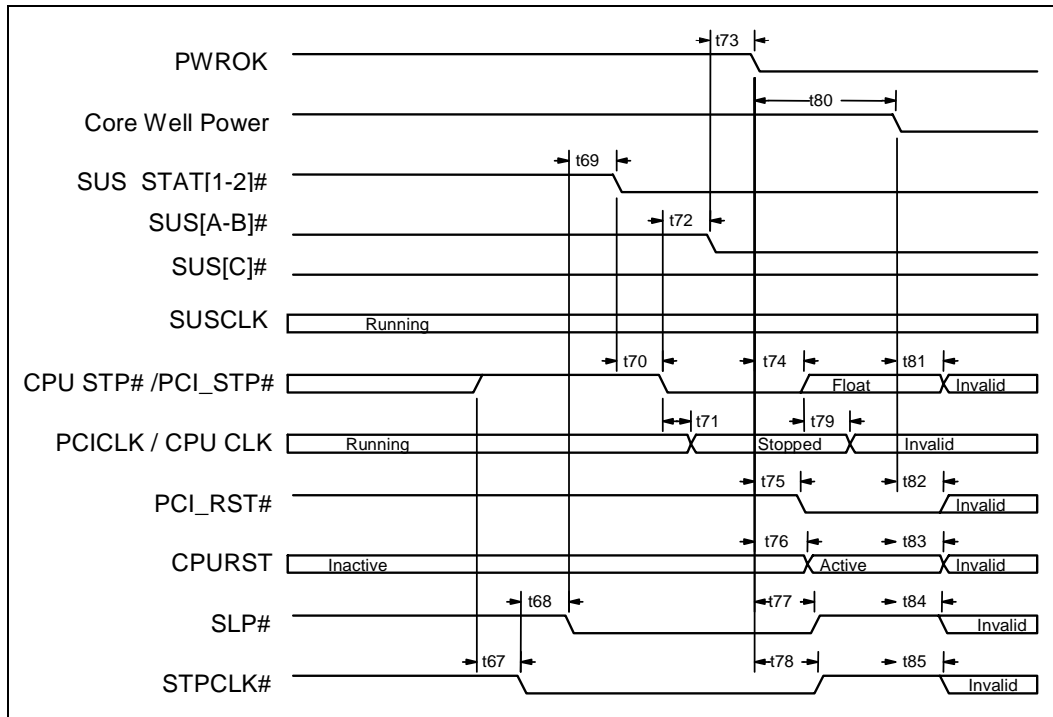 t73
PWROK
t80
Core Well Power
t69
SUS STAT[1-2]#
SUS[A-B]#
t72
SUS[C]#
SUSCLK
Running
t70
t74
t81
CPU STP# /PCI_STP#
Float
Invalid
t71
t79
PCICLK / CPU CLK
Running
Stopped
Invalid
t75
t82
PCI_RST#
Invalid
t76
t83
CPURST
Inactive
Active
Invalid
t68
t77
t84
SLP#
Invalid
t67
t78
t85
STPCLK#
Invalid